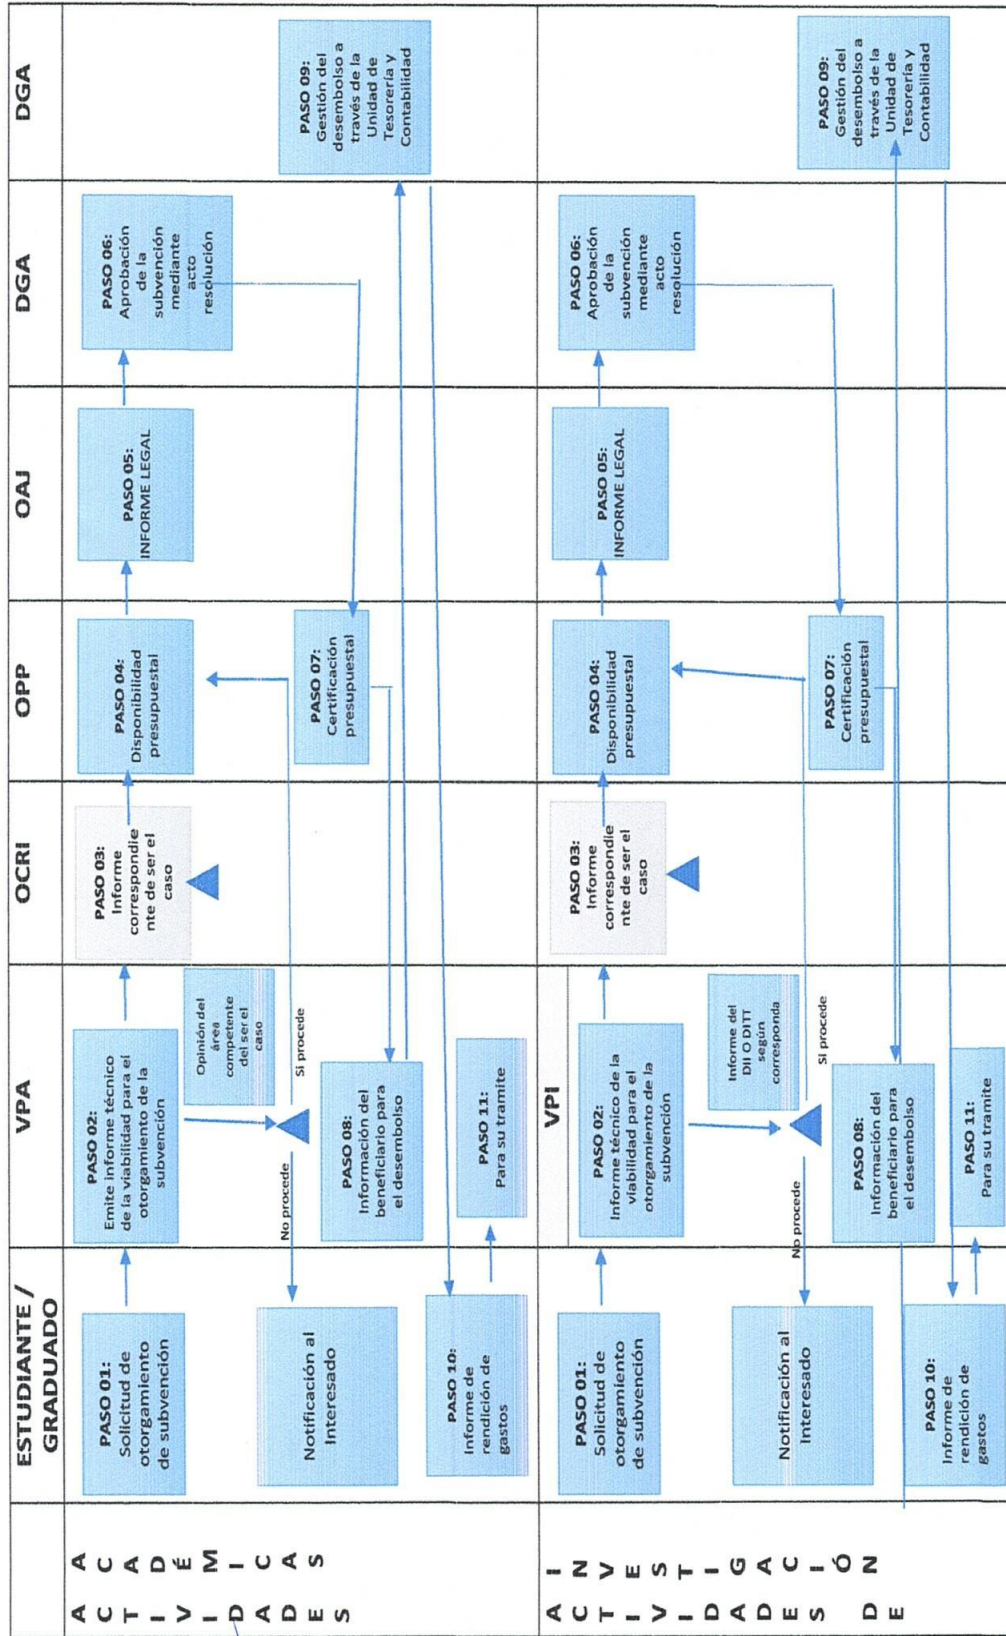 ESTUDIANTE /
GRADUADO
VPA
OCRI
OPP
OAJ
DGA
DGA
A A
C C
T A
I D
V É
I M
D I
A C
D A
E S
S
PASO 01:
Solicitud de
otorgamiento
de subvención
PASO 02:
Emite informe técnico
de la viabilidad para el
otorgamiento de la
subvención
PASO 03:
Informe
correspondie
nte de ser el
caso
PASO 04:
Disponibilidad
presupuestal
PASO 05:
INFORME LEGAL
PASO 06:
Aprobación
de la
subvención
mediante
acto
resolución
Opinión del
área
competente
del ser el
caso
No procede
Si procede
Notificación al
Interesado
PASO 08:
Información del
beneficiario para
el desembolso
PASO 07:
Certificación
presupuestal
PASO 09:
Gestión del
desembolso a
través de la
Unidad de
Tesorería y
Contabilidad
PASO 10:
Informe de
rendición de
gastos
PASO 11:
Para su tramite
VPI
A I
C N
T V
I E
V S
I T
D I
A G
D A
E C
S I
Ó
D N
E
PASO 01:
Solicitud de
otorgamiento
de subvención
PASO 02:
Informe técnico de la
viabilidad para el
otorgamiento de la
subvención
PASO 03:
Informe
correspondie
nte de ser el
caso
PASO 04:
Disponibilidad
presupuestal
PASO 05:
INFORME LEGAL
PASO 06:
Aprobación
de la
subvención
mediante
acto
resolución
Informe del
DII O DITT
según
corresponda
No procede
Si procede
Notificación al
Interesado
PASO 08:
Información del
beneficiario para
el desembolso
PASO 07:
Certificación
presupuestal
PASO 09:
Gestión del
desembolso a
través de la
Unidad de
Tesorería y
Contabilidad
PASO 10:
Informe de
rendición de
gastos
PASO 11:
Para su tramite